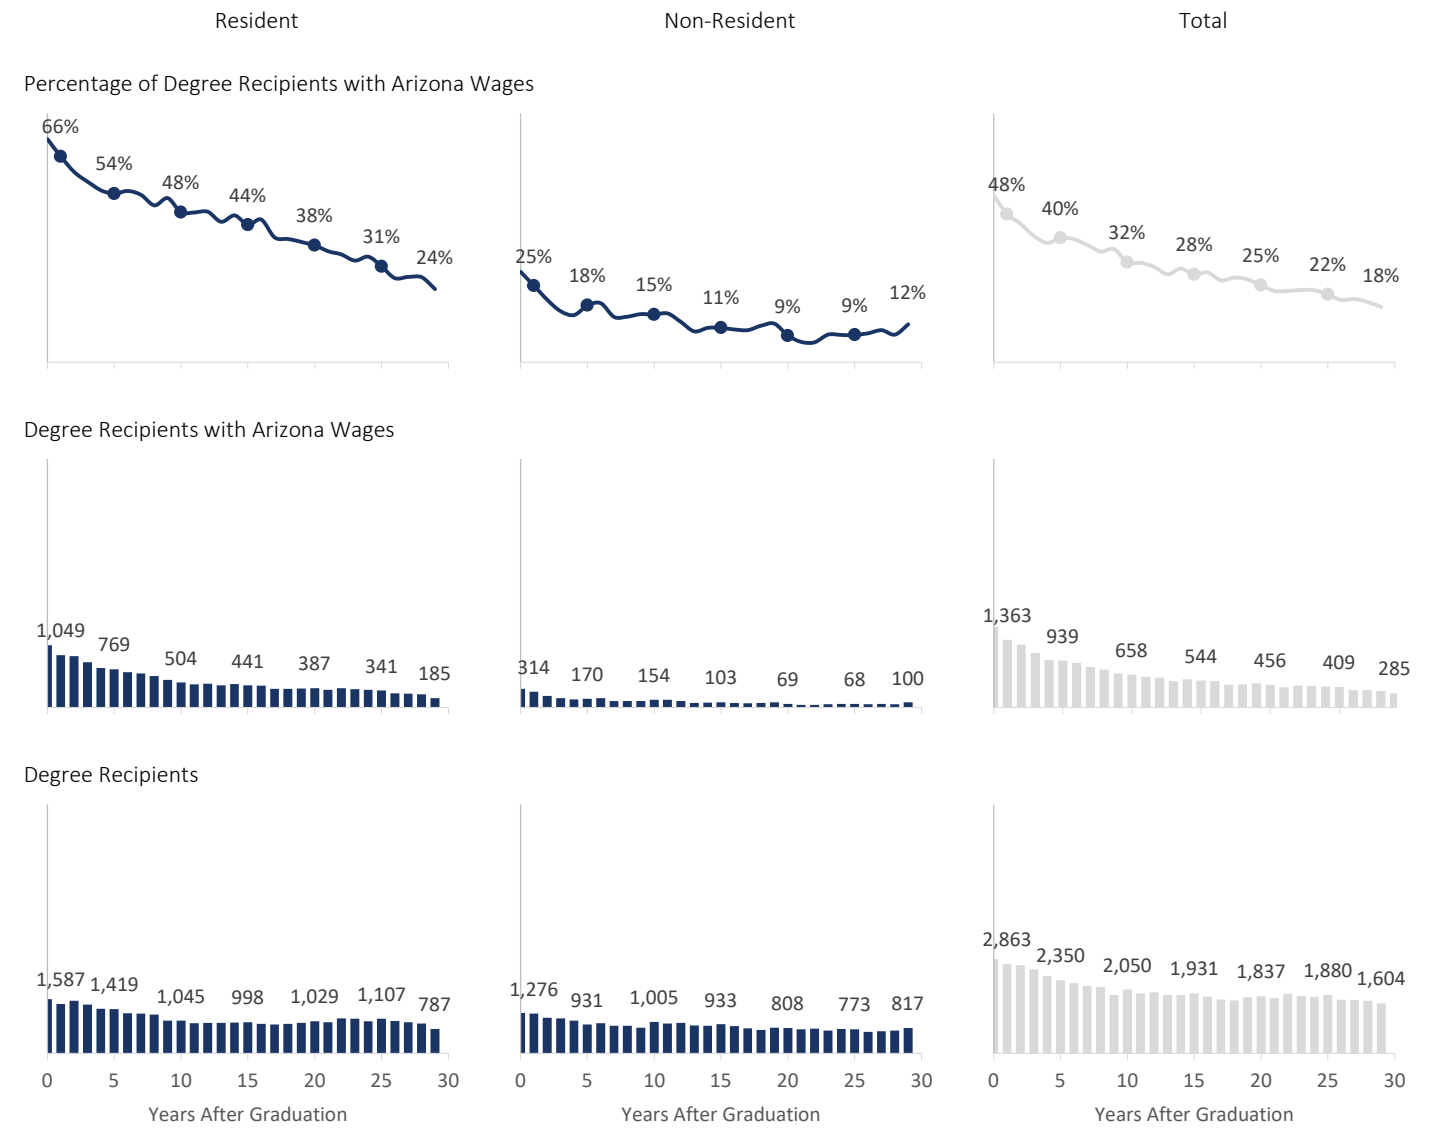 Resident Non-Resident Total
Percentage of Degree Recipients with Arizona Wages
66% 54% 48% 44% 38% 31% 24%
25% 18% 15% 11% 9% 9% 12%
48% 40% 32% 28% 25% 22% 18%
Degree Recipients with Arizona Wages
1,049 769 504 441 387 341 185
314 170 154 103 69 68 100
1,363 939 658 544 456 409 285
Degree Recipients
1,587 1,419 1,045 998 1,029 1,107 787
1,276 931 1,005 933 808 773 817
2,863 2,350 2,050 1,931 1,837 1,880 1,604
0 5 10 15 20 25 30
0 5 10 15 20 25 30
0 5 10 15 20 25 30
Years After Graduation Years After Graduation Years After Graduation